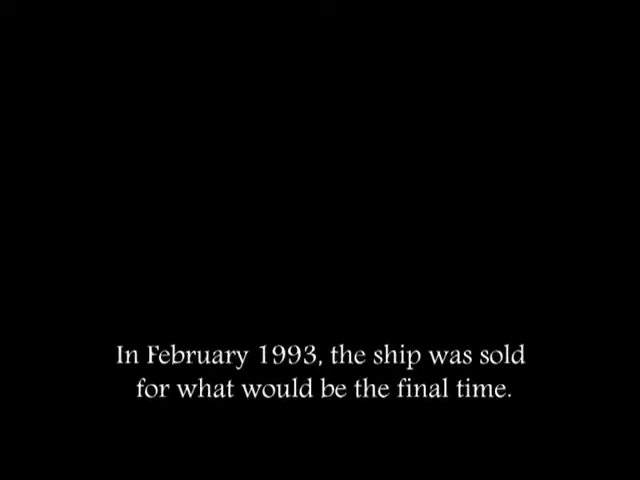 In February 1993, the ship was sold
for what would be the final time.